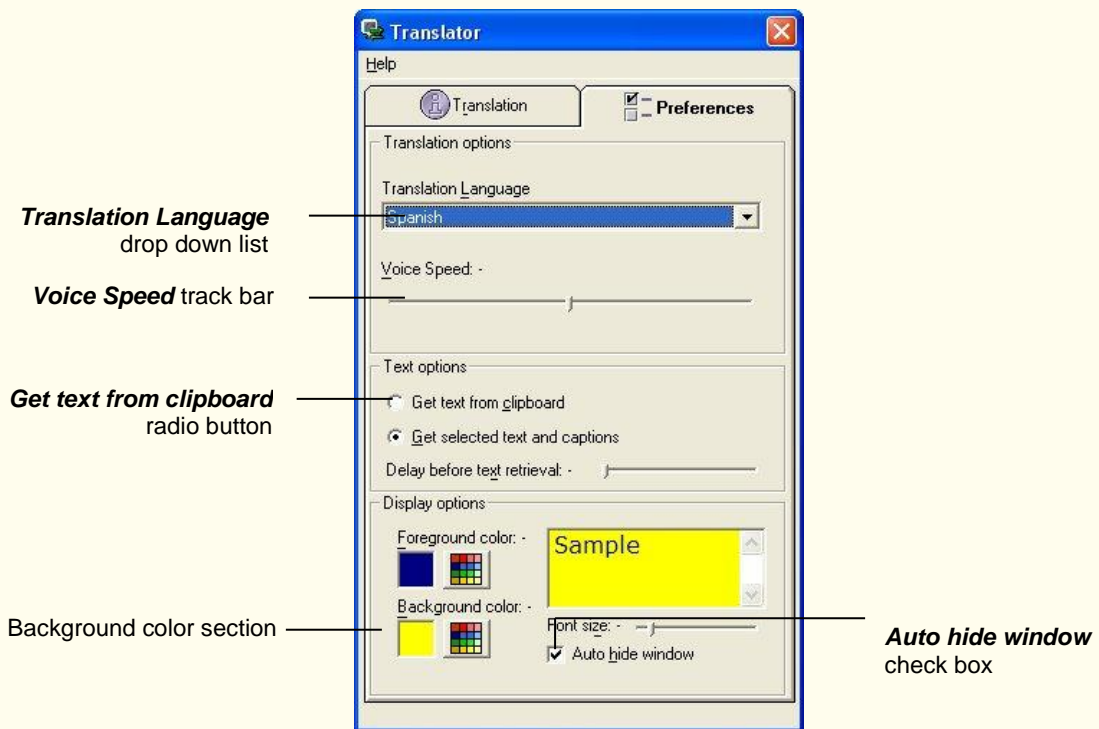 Translator
Help
Translation
Preferences
Translation options
Translation Language
Spanish
Translation Language
drop down list
Voice Speed: -
Voice Speed track bar
Text options
Get text from clipboard
Get text from clipboard
radio button
Get selected text and captions
Delay before text retrieval: -
Display options
Foreground color: -
Sample
Background color: -
Background color section
Font size: -
Auto hide window
Auto hide window
check box